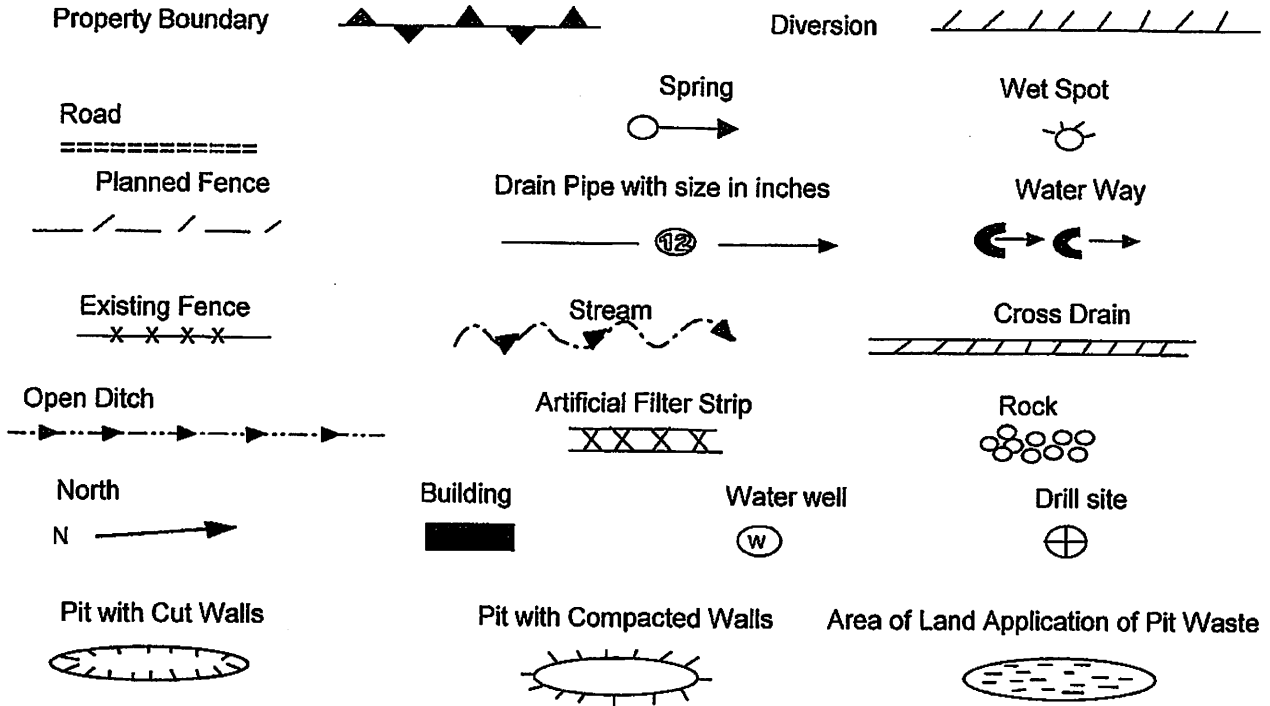 Property Boundary
Diversion
Spring
Wet Spot
Road
Planned Fence
Drain Pipe with size in inches
Water Way
12
Existing Fence
Stream
Cross Drain
X X X X
Open Ditch
Artificial Filter Strip
Rock
X X X X
North
Building
Water well
Drill site
N
W
Pit with Cut Walls
Pit with Compacted Walls
Area of Land Application of Pit Waste